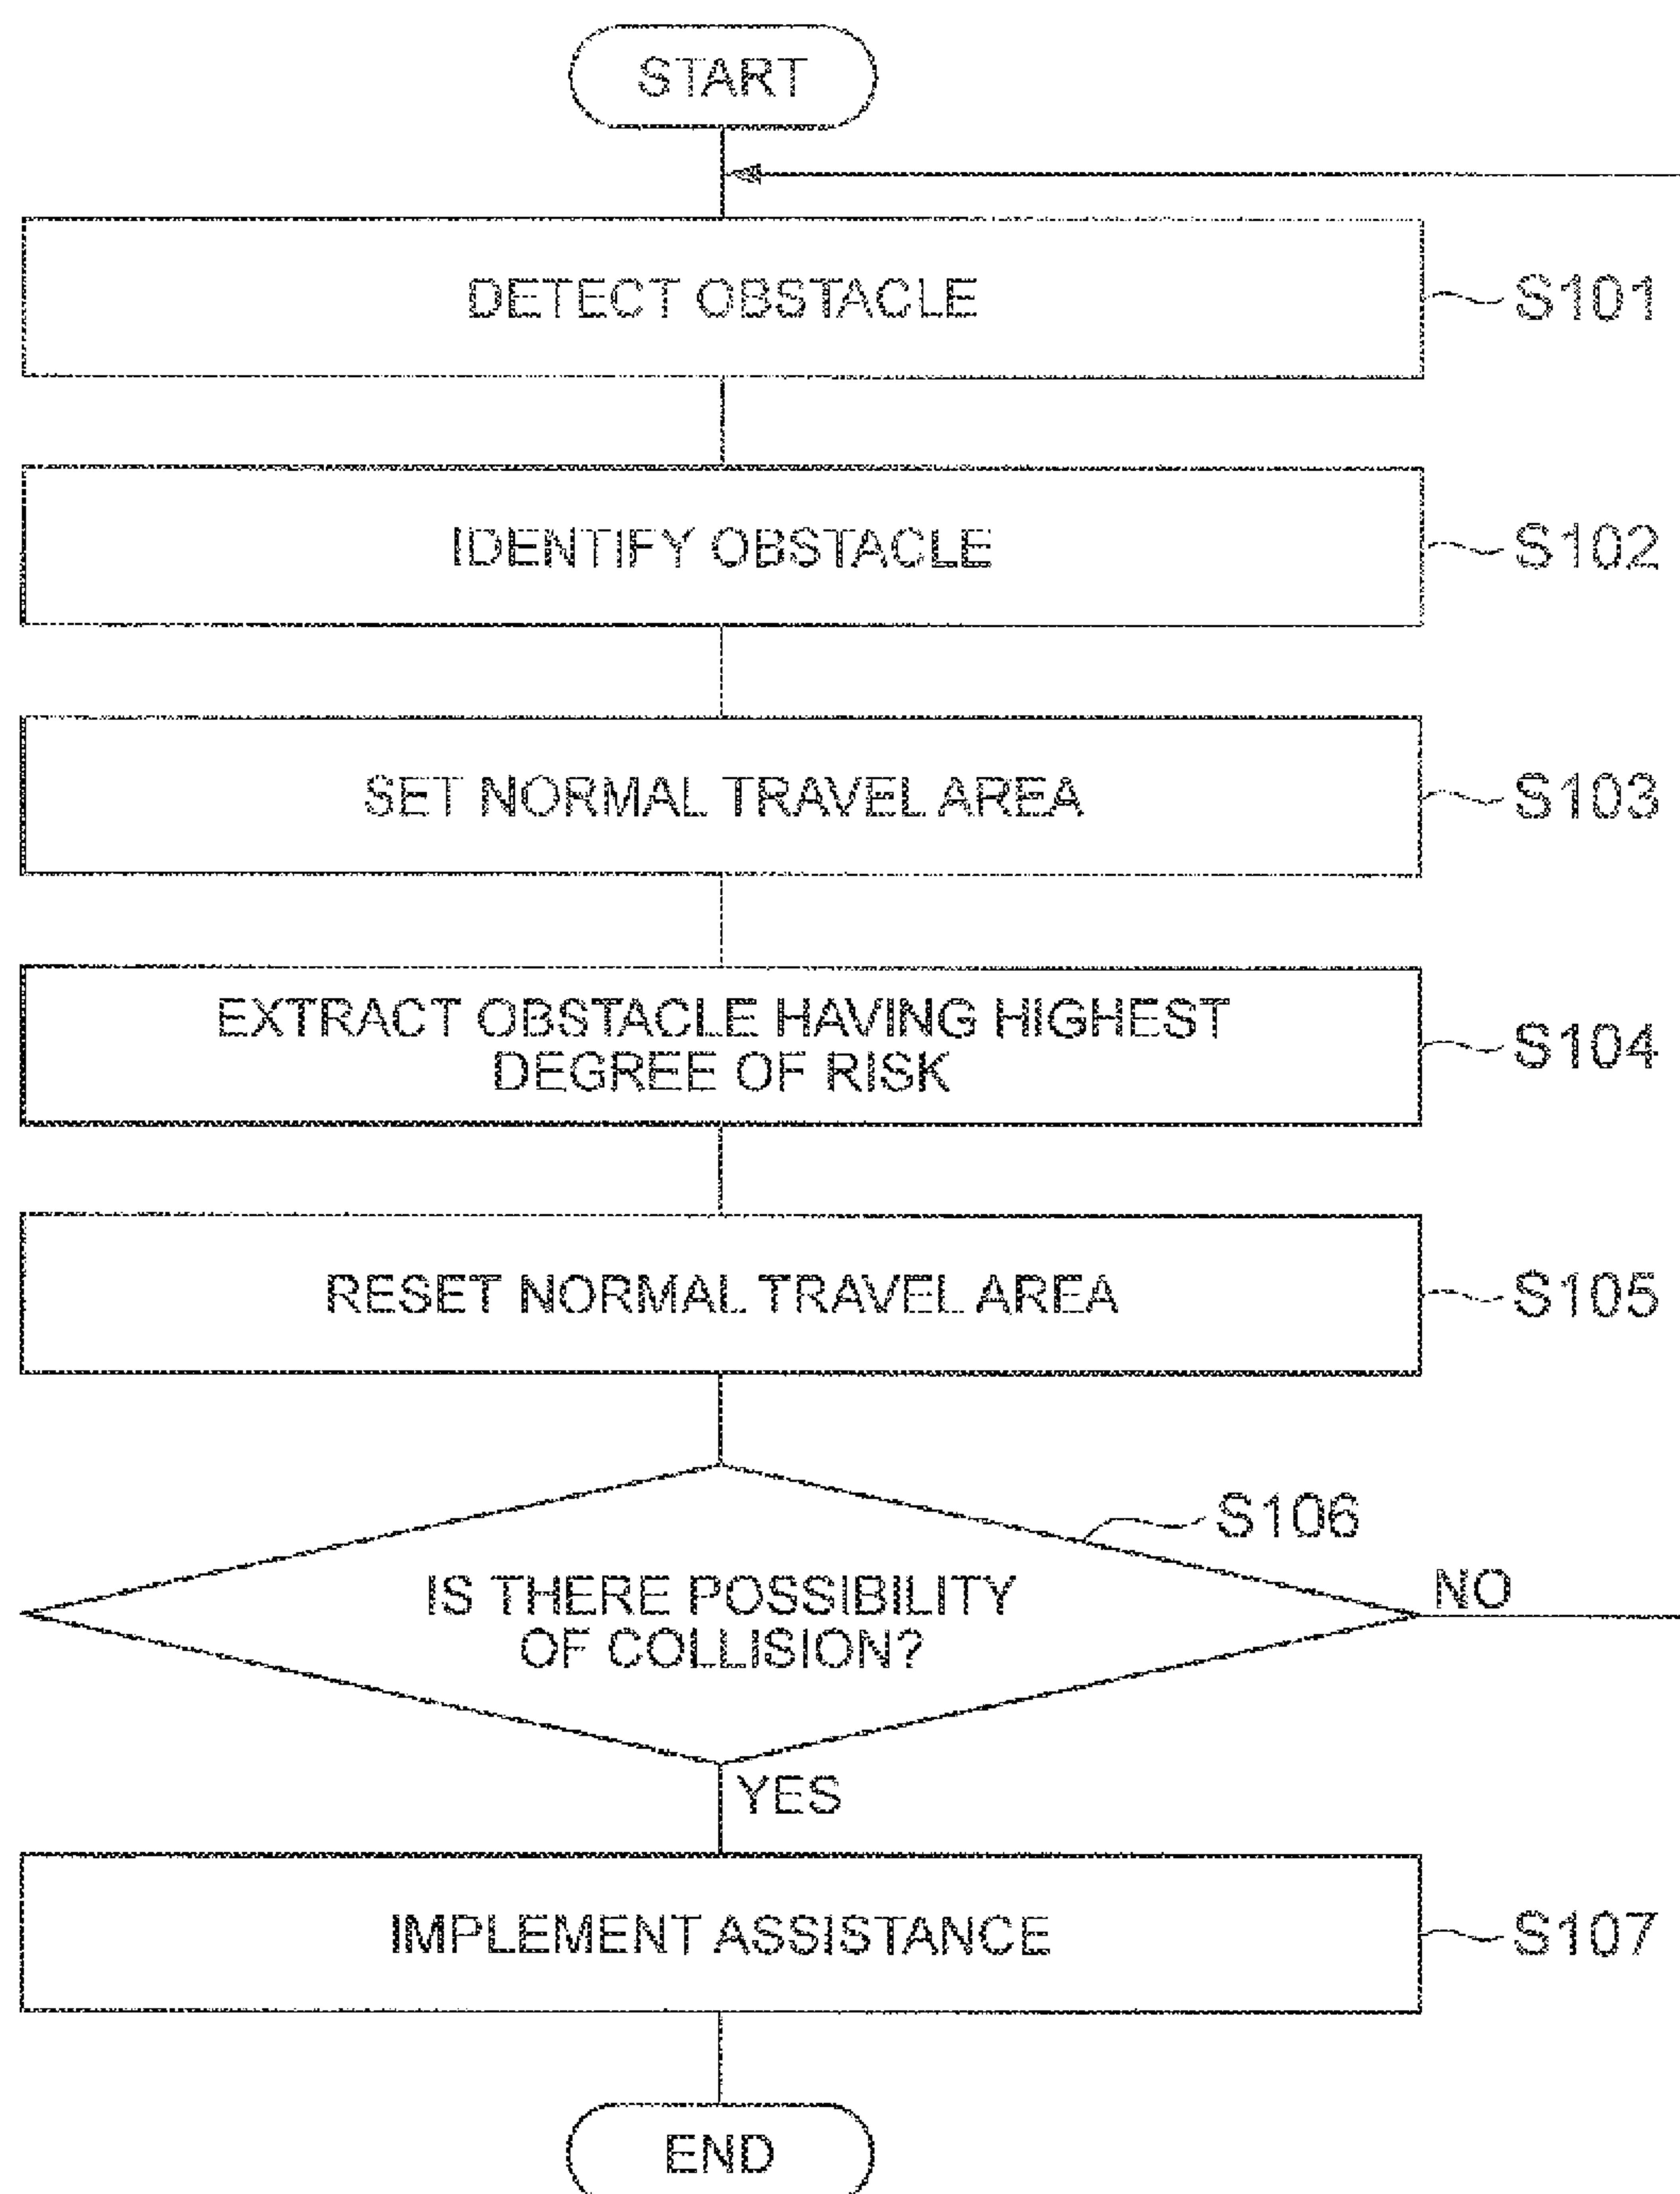 START
DETECT OBSTACLE
S101
IDENTIFY OBSTACLE
S102
SET NORMAL TRAVEL AREA
S103
EXTRACT OBSTACLE HAVING HIGHEST
DEGREE OF RISK
S104
RESET NORMAL TRAVEL AREA
S105
S106
IS THERE POSSIBILITY
OF COLLISION?
NO
YES
IMPLEMENT ASSISTANCE
S107
END